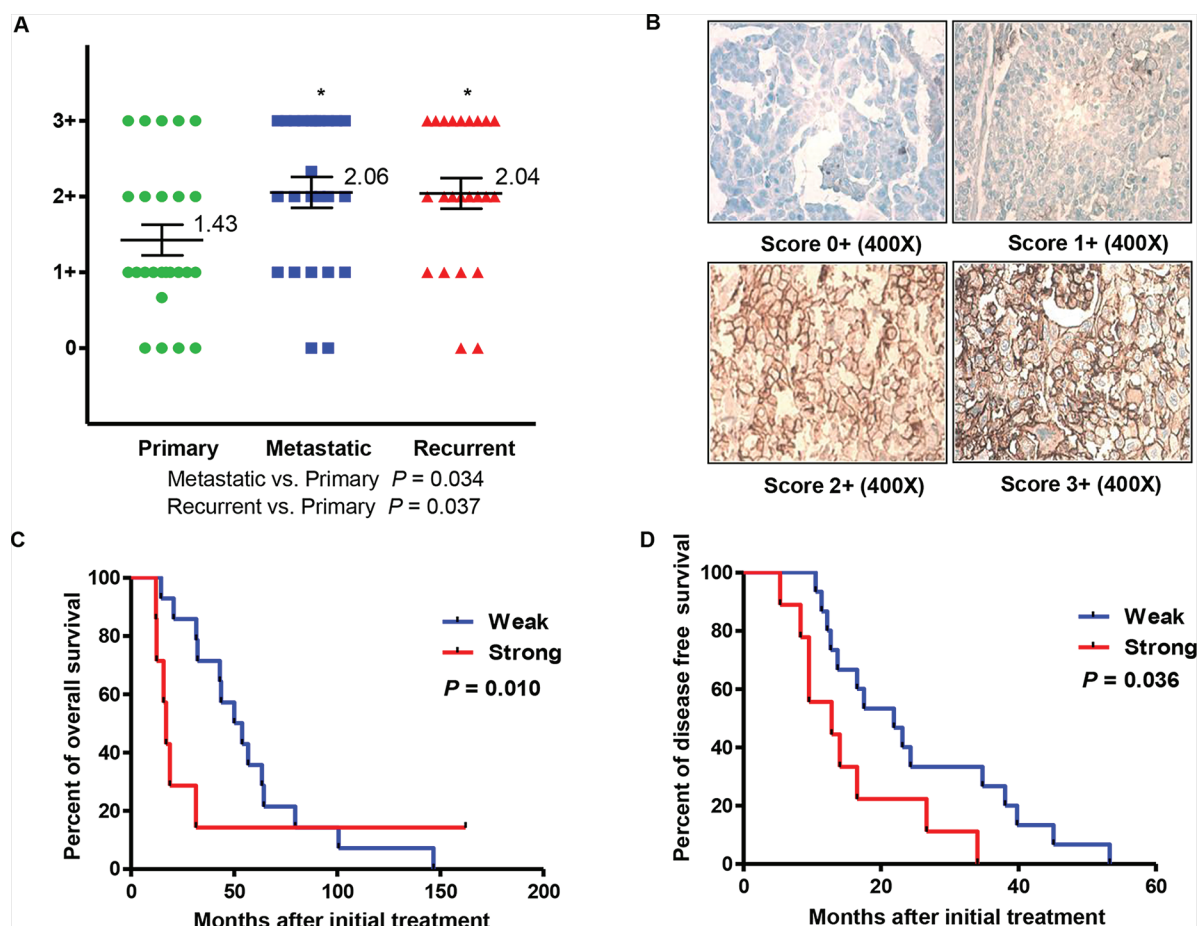 A
3+
2+
1+
0
*
*
1.43
2.06
2.04
Primary Metastatic Recurrent
Metastatic vs. Primary P = 0.034
Recurrent vs. Primary P = 0.037
B
Score 0+ (400X) Score 1+ (400X)
Score 2+ (400X) Score 3+ (400X)
C
Percent of overall survival
100
80
60
40
20
0
Weak
Strong
P = 0.010
0 50 100 150 200
Months after initial treatment
D
Percent of disease free survival
100
80
60
40
20
0
Weak
Strong
P = 0.036
0 20 40 60
Months after initial treatment